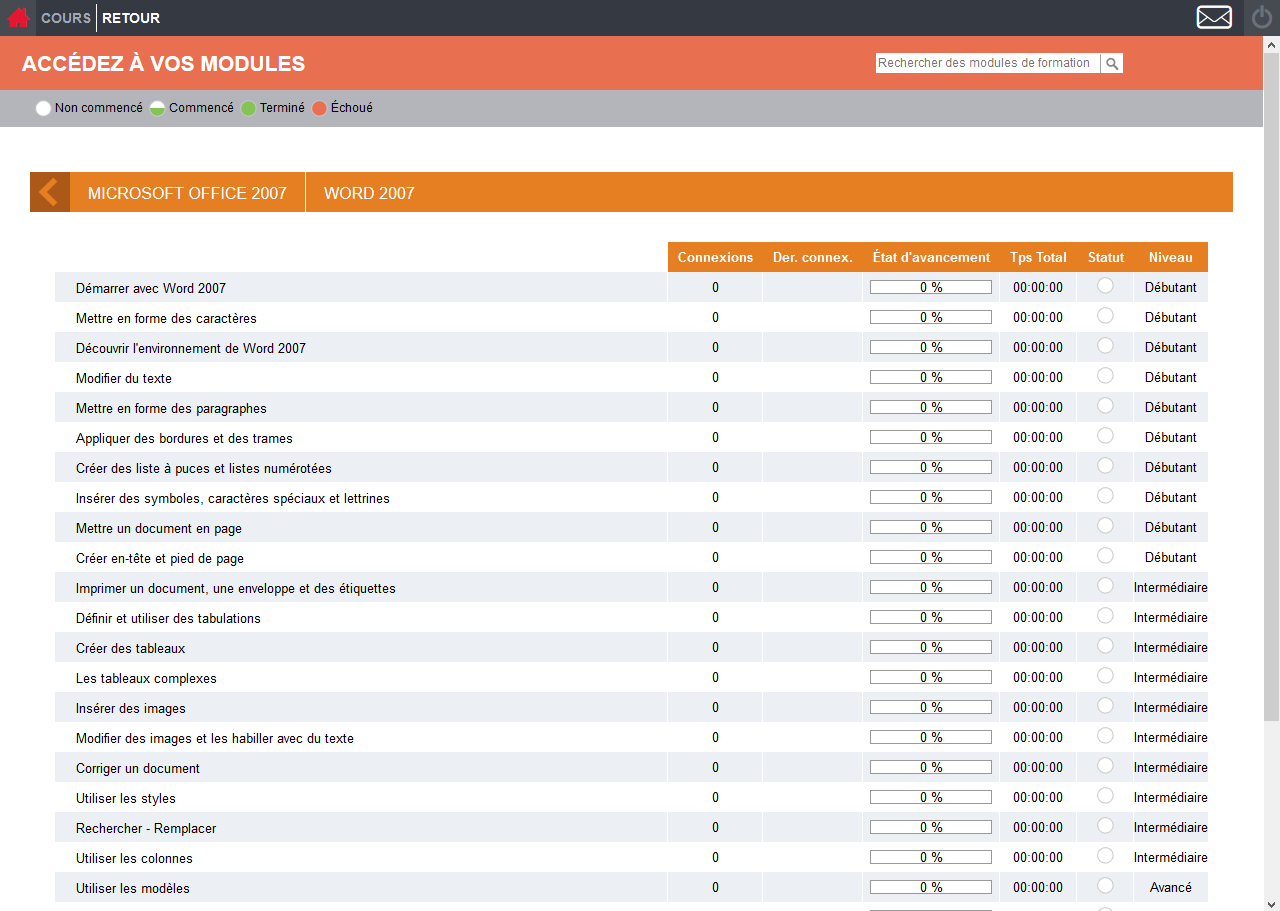 COURS RETOUR
ACCÉDEZ À VOS MODULES
Rechercher des modules de formation
Non commencé Commencé Terminé Échoué
MICROSOFT OFFICE 2007 WORD 2007
Connexions Der. connex. État d'avancement Tps Total Statut Niveau
Démarrer avec Word 2007 0 0 % 00:00:00 Débutant
Mettre en forme des caractères 0 0 % 00:00:00 Débutant
Découvrir l'environnement de Word 2007 0 0 % 00:00:00 Débutant
Modifier du texte 0 0 % 00:00:00 Débutant
Mettre en forme des paragraphes 0 0 % 00:00:00 Débutant
Appliquer des bordures et des trames 0 0 % 00:00:00 Débutant
Créer des liste à puces et listes numérotées 0 0 % 00:00:00 Débutant
Insérer des symboles, caractères spéciaux et lettrines 0 0 % 00:00:00 Débutant
Mettre un document en page 0 0 % 00:00:00 Débutant
Créer en-tête et pied de page 0 0 % 00:00:00 Débutant
Imprimer un document, une enveloppe et des étiquettes 0 0 % 00:00:00 Intermédiaire
Définir et utiliser des tabulations 0 0 % 00:00:00 Intermédiaire
Créer des tableaux 0 0 % 00:00:00 Intermédiaire
Les tableaux complexes 0 0 % 00:00:00 Intermédiaire
Insérer des images 0 0 % 00:00:00 Intermédiaire
Modifier des images et les habiller avec du texte 0 0 % 00:00:00 Intermédiaire
Corriger un document 0 0 % 00:00:00 Intermédiaire
Utiliser les styles 0 0 % 00:00:00 Intermédiaire
Rechercher - Remplacer 0 0 % 00:00:00 Intermédiaire
Utiliser les colonnes 0 0 % 00:00:00 Intermédiaire
Utiliser les modèles 0 0 % 00:00:00 Avancé